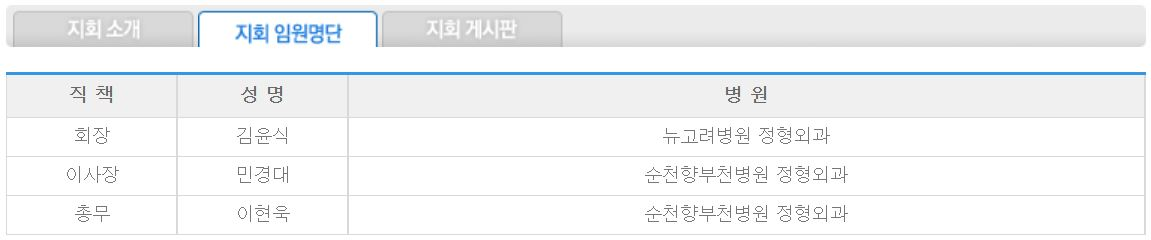 지회 소개 지회 임원명단 지회 게시판
직 책 성 명 병 원
회장 김윤식 뉴고려병원 정형외과
이사장 민경대 순천향부천병원 정형외과
총무 이현욱 순천향부천병원 정형외과